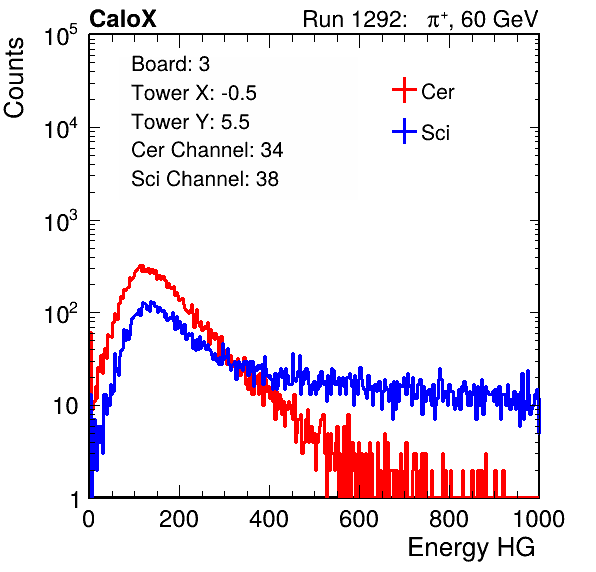 CaloX Run 1292: π⁺, 60 GeV
Counts
10⁵
10⁴
10³
10²
10
1
Board: 3
Tower X: -0.5
Tower Y: 5.5
Cer Channel: 34
Sci Channel: 38
Cer
Sci
0 200 400 600 800 1000
Energy HG